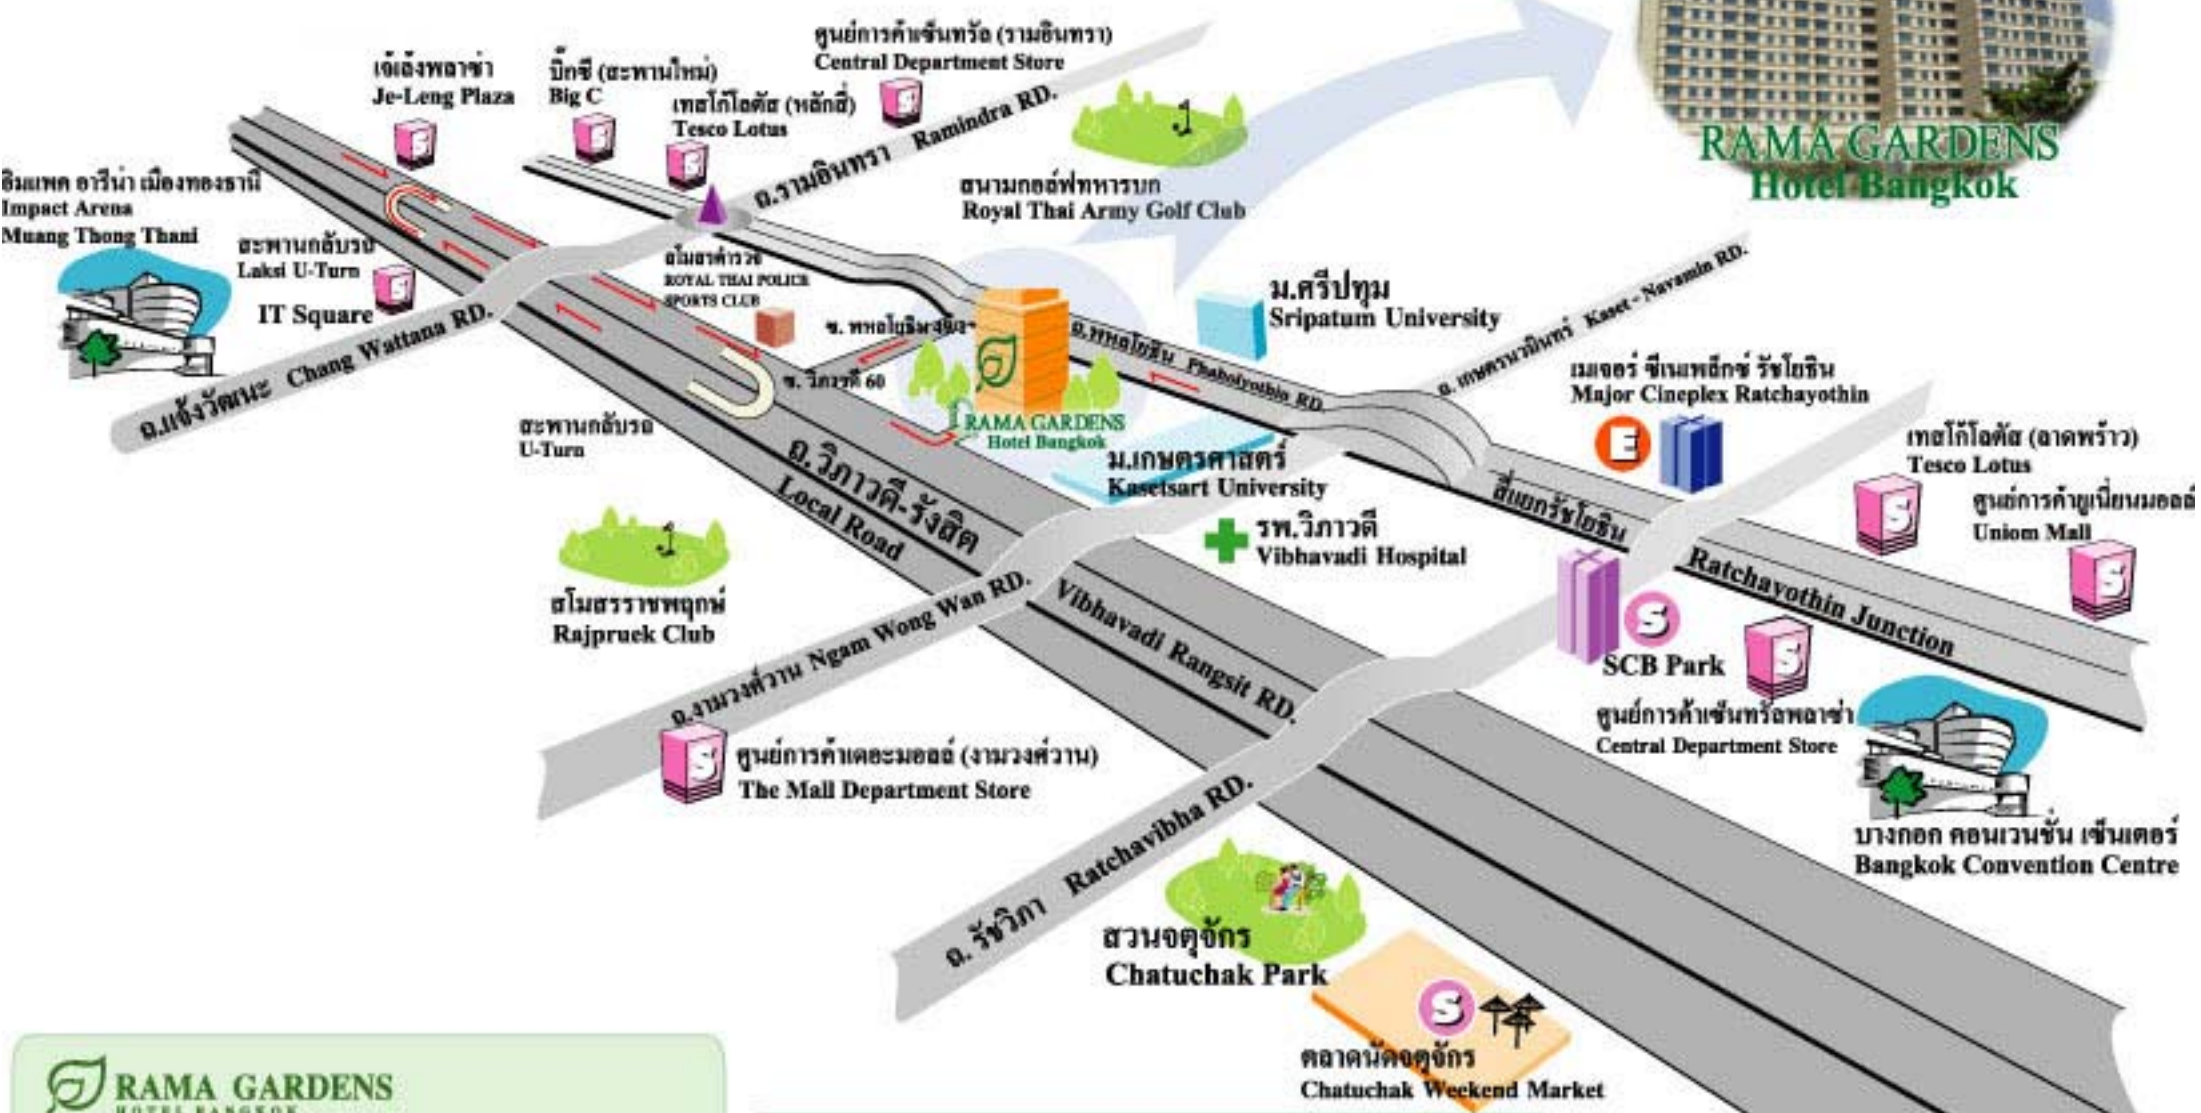 ศูนย์การค้าเซ็นทรัล (รามอินทรา)
Central Department Store
เจ้เล้งพลาซ่า
Je-Leng Plaza
บิ๊กซี (สะพานใหม่)
Big C
เทสโก้โลตัส (หลักสี่)
Tesco Lotus
ถ.รามอินทรา Ramindra RD.
RAMA GARDENS
Hotel Bangkok
อิมแพค อารีน่า เมืองทองธานี
Impact Arena
Muang Thong Thani
สนามกอล์ฟทหารบก
Royal Thai Army Golf Club
สะพานกลับรถ
Laksi U-Turn
IT Square
สโมสรตำรวจ
ROYAL THAI POLICE
SPORTS CLUB
ถ.แจ้งวัฒนะ Chang Wattana RD.
ม.ศรีปทุม
Sripatum University
ถ.พหลโยธิน Phaholyothin RD.
ถ. เกษตรนวมินทร์ Kaset - Navamin RD.
ซ. วิภาวดี 60
RAMA GARDENS
Hotel Bangkok
เมเจอร์ ซีเนเพล็กซ์ รัชโยธิน
Major Cineplex Ratchayothin
E
สะพานกลับรถ
U-Turn
ถ.วิภาวดี-รังสิต
Local Road
ม.เกษตรศาสตร์
Kasetsart University
เทสโก้โลตัส (ลาดพร้าว)
Tesco Lotus
ศูนย์การค้ายูเนี่ยนมอลล์
Uniom Mall
สี่แยกรัชโยธิน
Ratchayothin Junction
รพ.วิภาวดี
Vibhavadi Hospital
สโมสรราชพฤกษ์
Rajpruek Club
ถ.งามวงศ์วาน Ngam Wong Wan RD.
Vibhavadi Rangsit RD.
S
SCB Park
ศูนย์การค้าเซ็นทรัลพลาซ่า
Central Department Store
ศูนย์การค้าเดอะมอลล์ (งามวงศ์วาน)
The Mall Department Store
บางกอก คอนเวนชั่น เซ็นเตอร์
Bangkok Convention Centre
ถ. รัชวิภา Ratchavibha RD.
สวนจตุจักร
Chatuchak Park
S
ตลาดนัดจตุจักร
Chatuchak Weekend Market
RAMA GARDENS
HOTEL BANGKOK